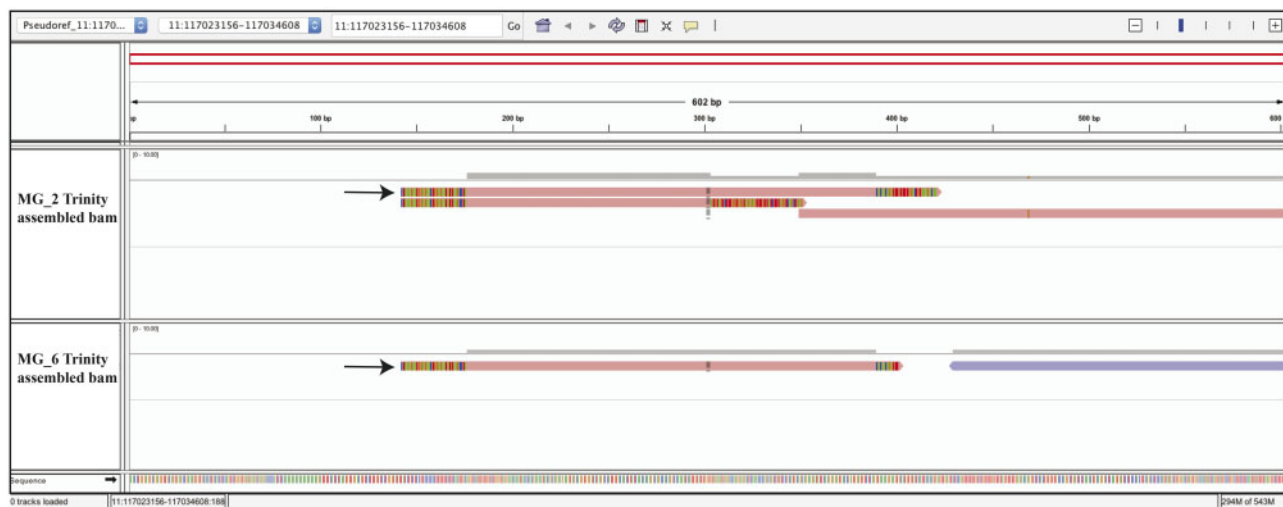 Pseudoref_11:1170... 11:117023156-117034608 11:117023156-117034608 Go
602 bp
100 bp 200 bp 300 bp 400 bp 500 bp 600
[0 - 10.00]
MG_2 Trinity
assembled bam
[0 - 10.00]
MG_6 Trinity
assembled bam
Sequence
0 tracks loaded 11:117023156-117034608:188 294M of 543M